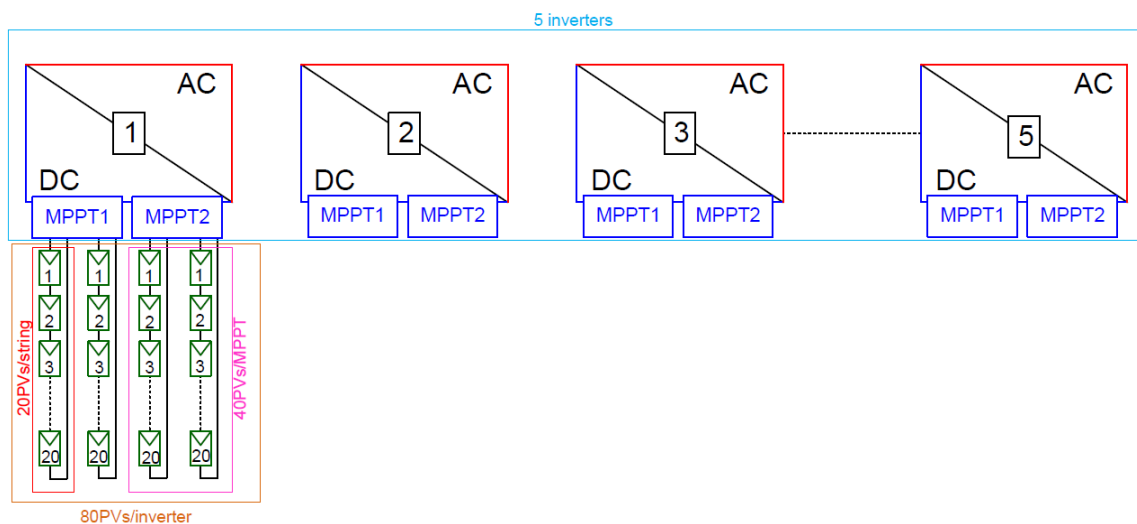 5 inverters
AC
AC
AC
AC
1
2
3
5
DC
DC
DC
DC
MPPT1 MPPT2
MPPT1 MPPT2
MPPT1 MPPT2
MPPT1 MPPT2
1 1 1 1
2 2 2 2
3 3 3 3
20 20 20 20
20PVs/string
40PVs/MPPT
80PVs/inverter